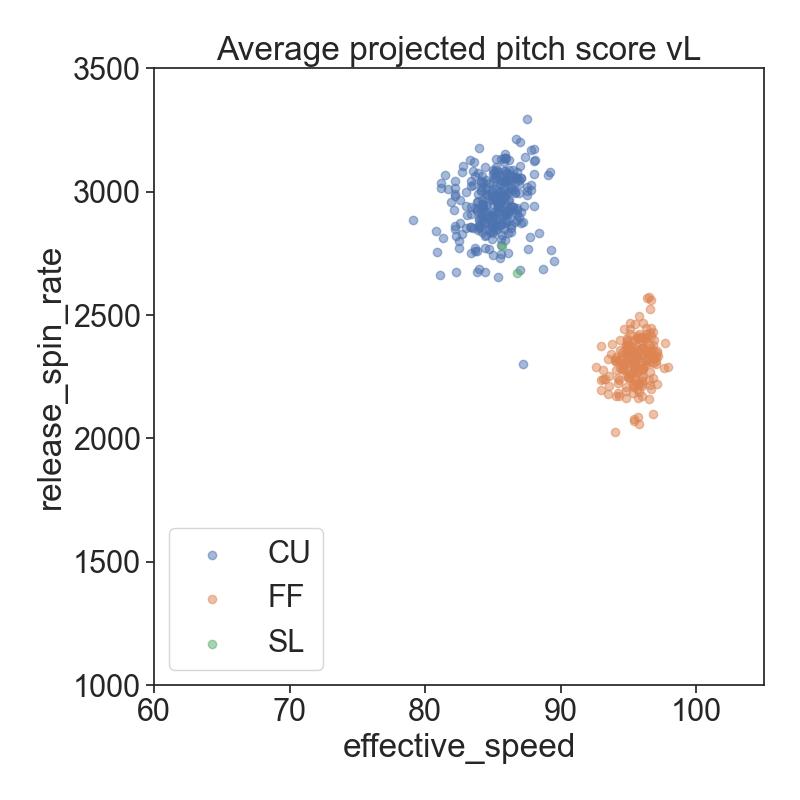 Average projected pitch score vL
3500
3000
2500
2000
1500
1000
release_spin_rate
CU
FF
SL
60 70 80 90 100
effective_speed